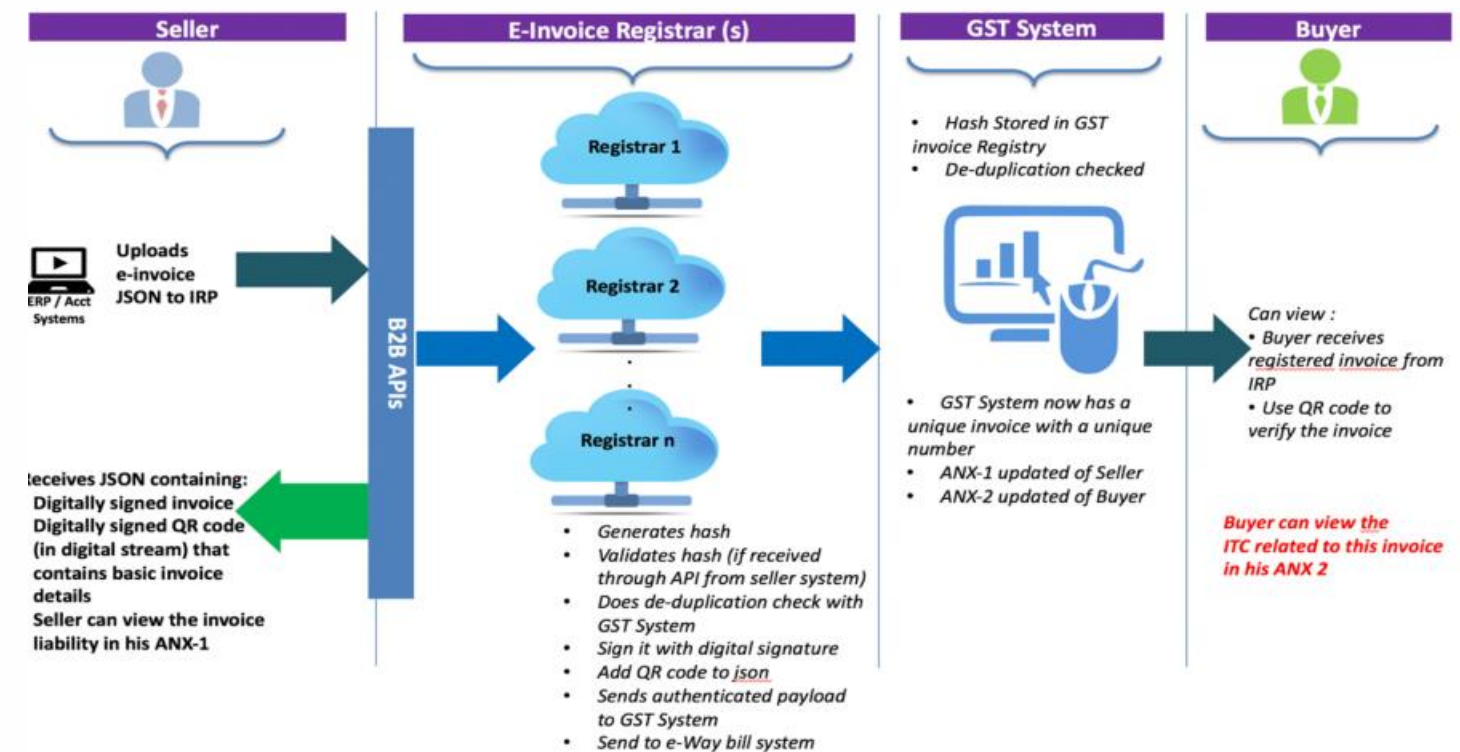 Seller
E-Invoice Registrar (s)
GST System
Buyer
Uploads
e-invoice
JSON to IRP
ERP / Acct
Systems
eceives JSON containing:
Digitally signed invoice
Digitally signed QR code
(in digital stream) that
contains basic invoice
details
Seller can view the invoice
liability in his ANX-1
B2B APIs
Registrar 1
Registrar 2
.
.
.
Registrar n
• Generates hash
• Validates hash (if received
through API from seller system)
• Does de-duplication check with
GST System
• Sign it with digital signature
• Add QR code to json
• Sends authenticated payload
to GST System
• Send to e-Way bill system
• Hash Stored in GST
invoice Registry
• De-duplication checked
• GST System now has a
unique invoice with a unique
number
• ANX-1 updated of Seller
• ANX-2 updated of Buyer
Can view :
• Buyer receives
registered invoice from
IRP
• Use QR code to
verify the invoice
Buyer can view the
ITC related to this invoice
in his ANX 2